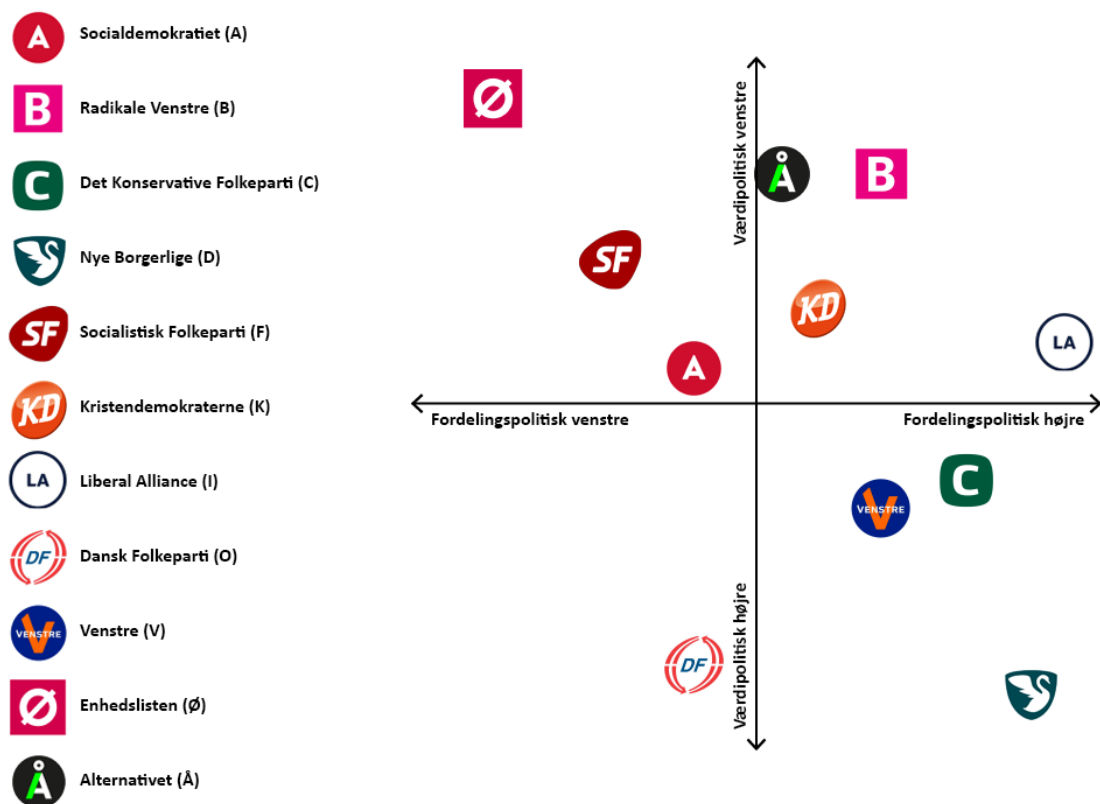 A Socialdemokratiet (A)
B Radikale Venstre (B)
C Det Konservative Folkeparti (C)
Nye Borgerlige (D)
SF Socialistisk Folkeparti (F)
KD Kristendemokraterne (K)
LA Liberal Alliance (I)
DF Dansk Folkeparti (O)
VENSTRE Venstre (V)
Ø Enhedslisten (Ø)
Å Alternativet (Å)
Ø
Værdipolitisk venstre
Å
B
SF
KD
LA
A
Fordelingspolitisk venstre
Fordelingspolitisk højre
C
VENSTRE
Værdipolitisk højre
DF